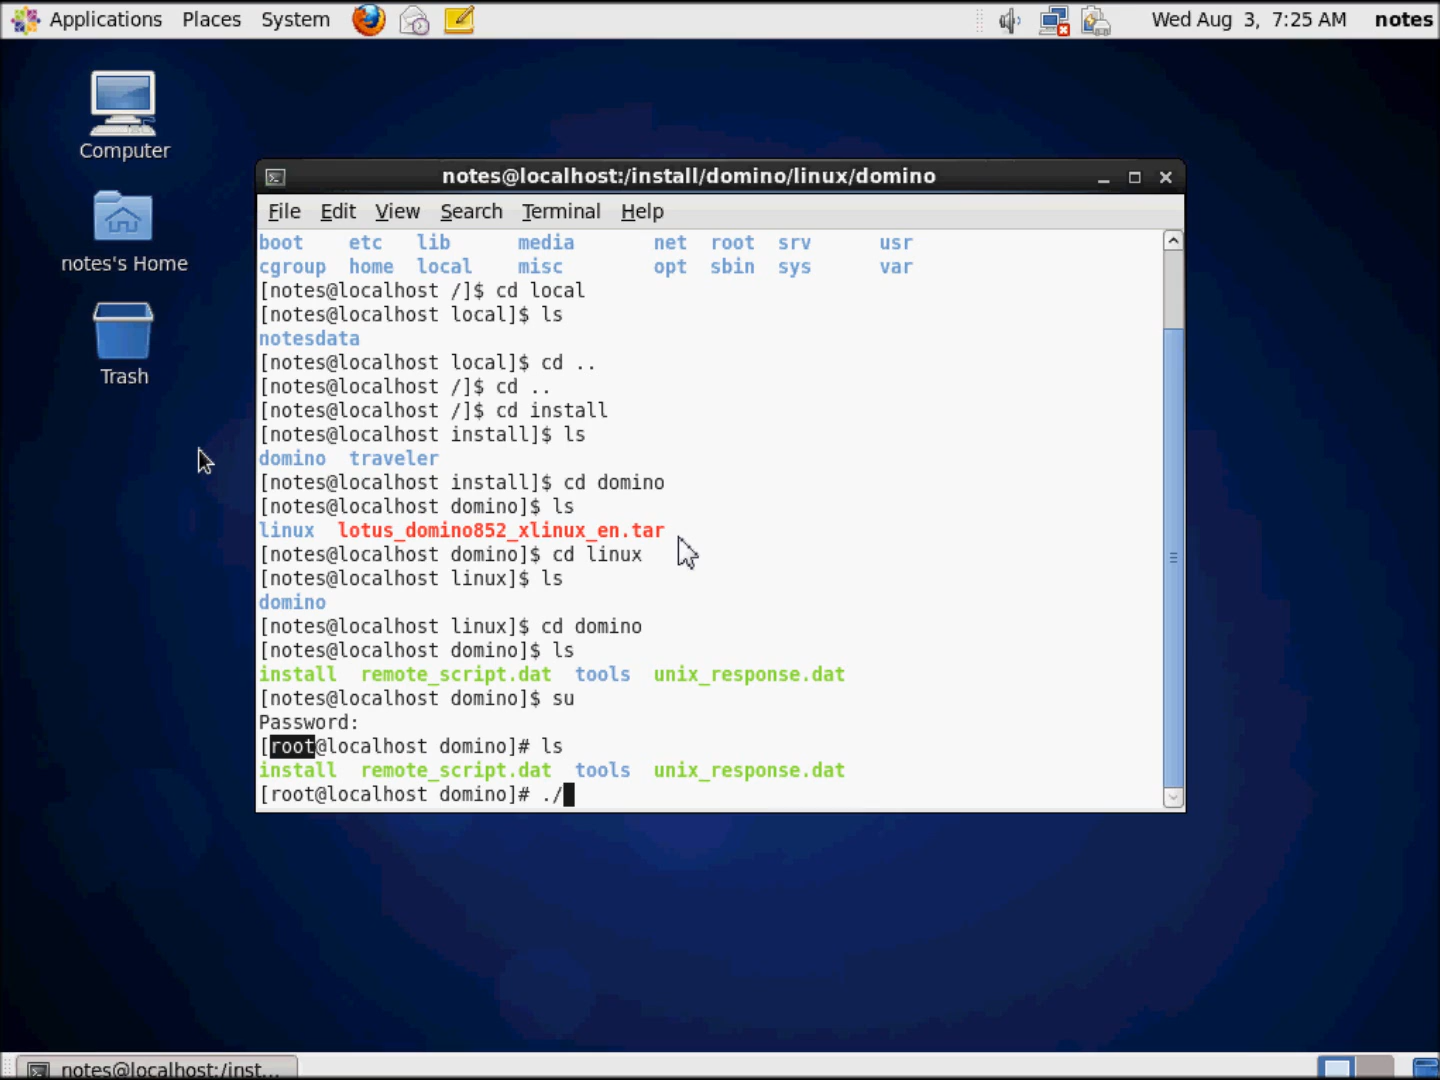 Applications Places System Wed Aug 3, 7:25 AM notes
Computer
notes's Home
Trash
notes@localhost:/install/domino/linux/domino
File Edit View Search Terminal Help
boot etc lib media net root srv usr
cgroup home local misc opt sbin sys var
[notes@localhost /]$ cd local
[notes@localhost local]$ ls
notesdata
[notes@localhost local]$ cd ..
[notes@localhost /]$ cd ..
[notes@localhost /]$ cd install
[notes@localhost install]$ ls
domino traveler
[notes@localhost install]$ cd domino
[notes@localhost domino]$ ls
linux lotus_domino852_xlinux_en.tar
[notes@localhost domino]$ cd linux
[notes@localhost linux]$ ls
domino
[notes@localhost linux]$ cd domino
[notes@localhost domino]$ ls
install remote_script.dat tools unix_response.dat
[notes@localhost domino]$ su
Password:
[root@localhost domino]# ls
install remote_script.dat tools unix_response.dat
[root@localhost domino]# ./
notes@localhost:/inst...